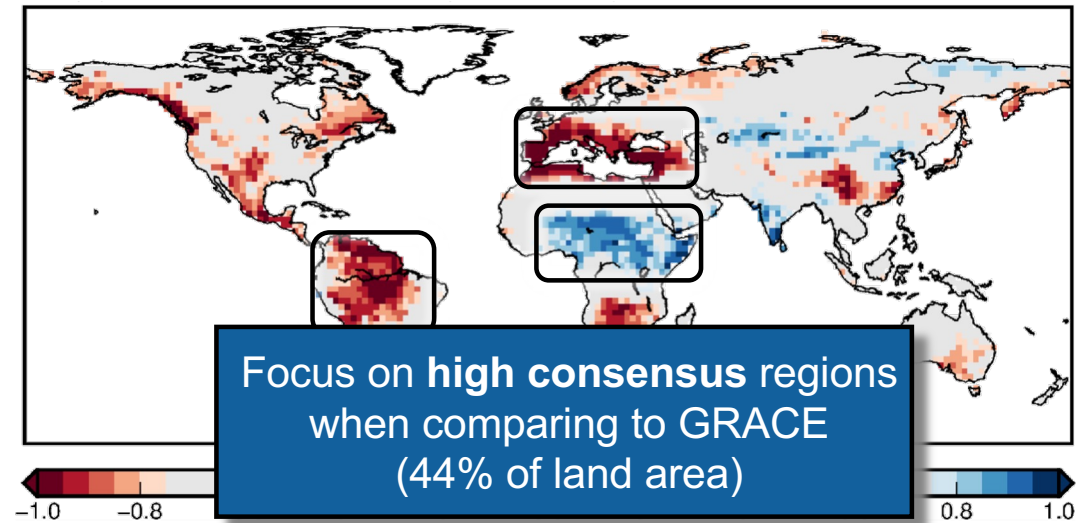 Focus on high consensus regions
when comparing to GRACE
(44% of land area)
−1.0 −0.8 0.8 1.0